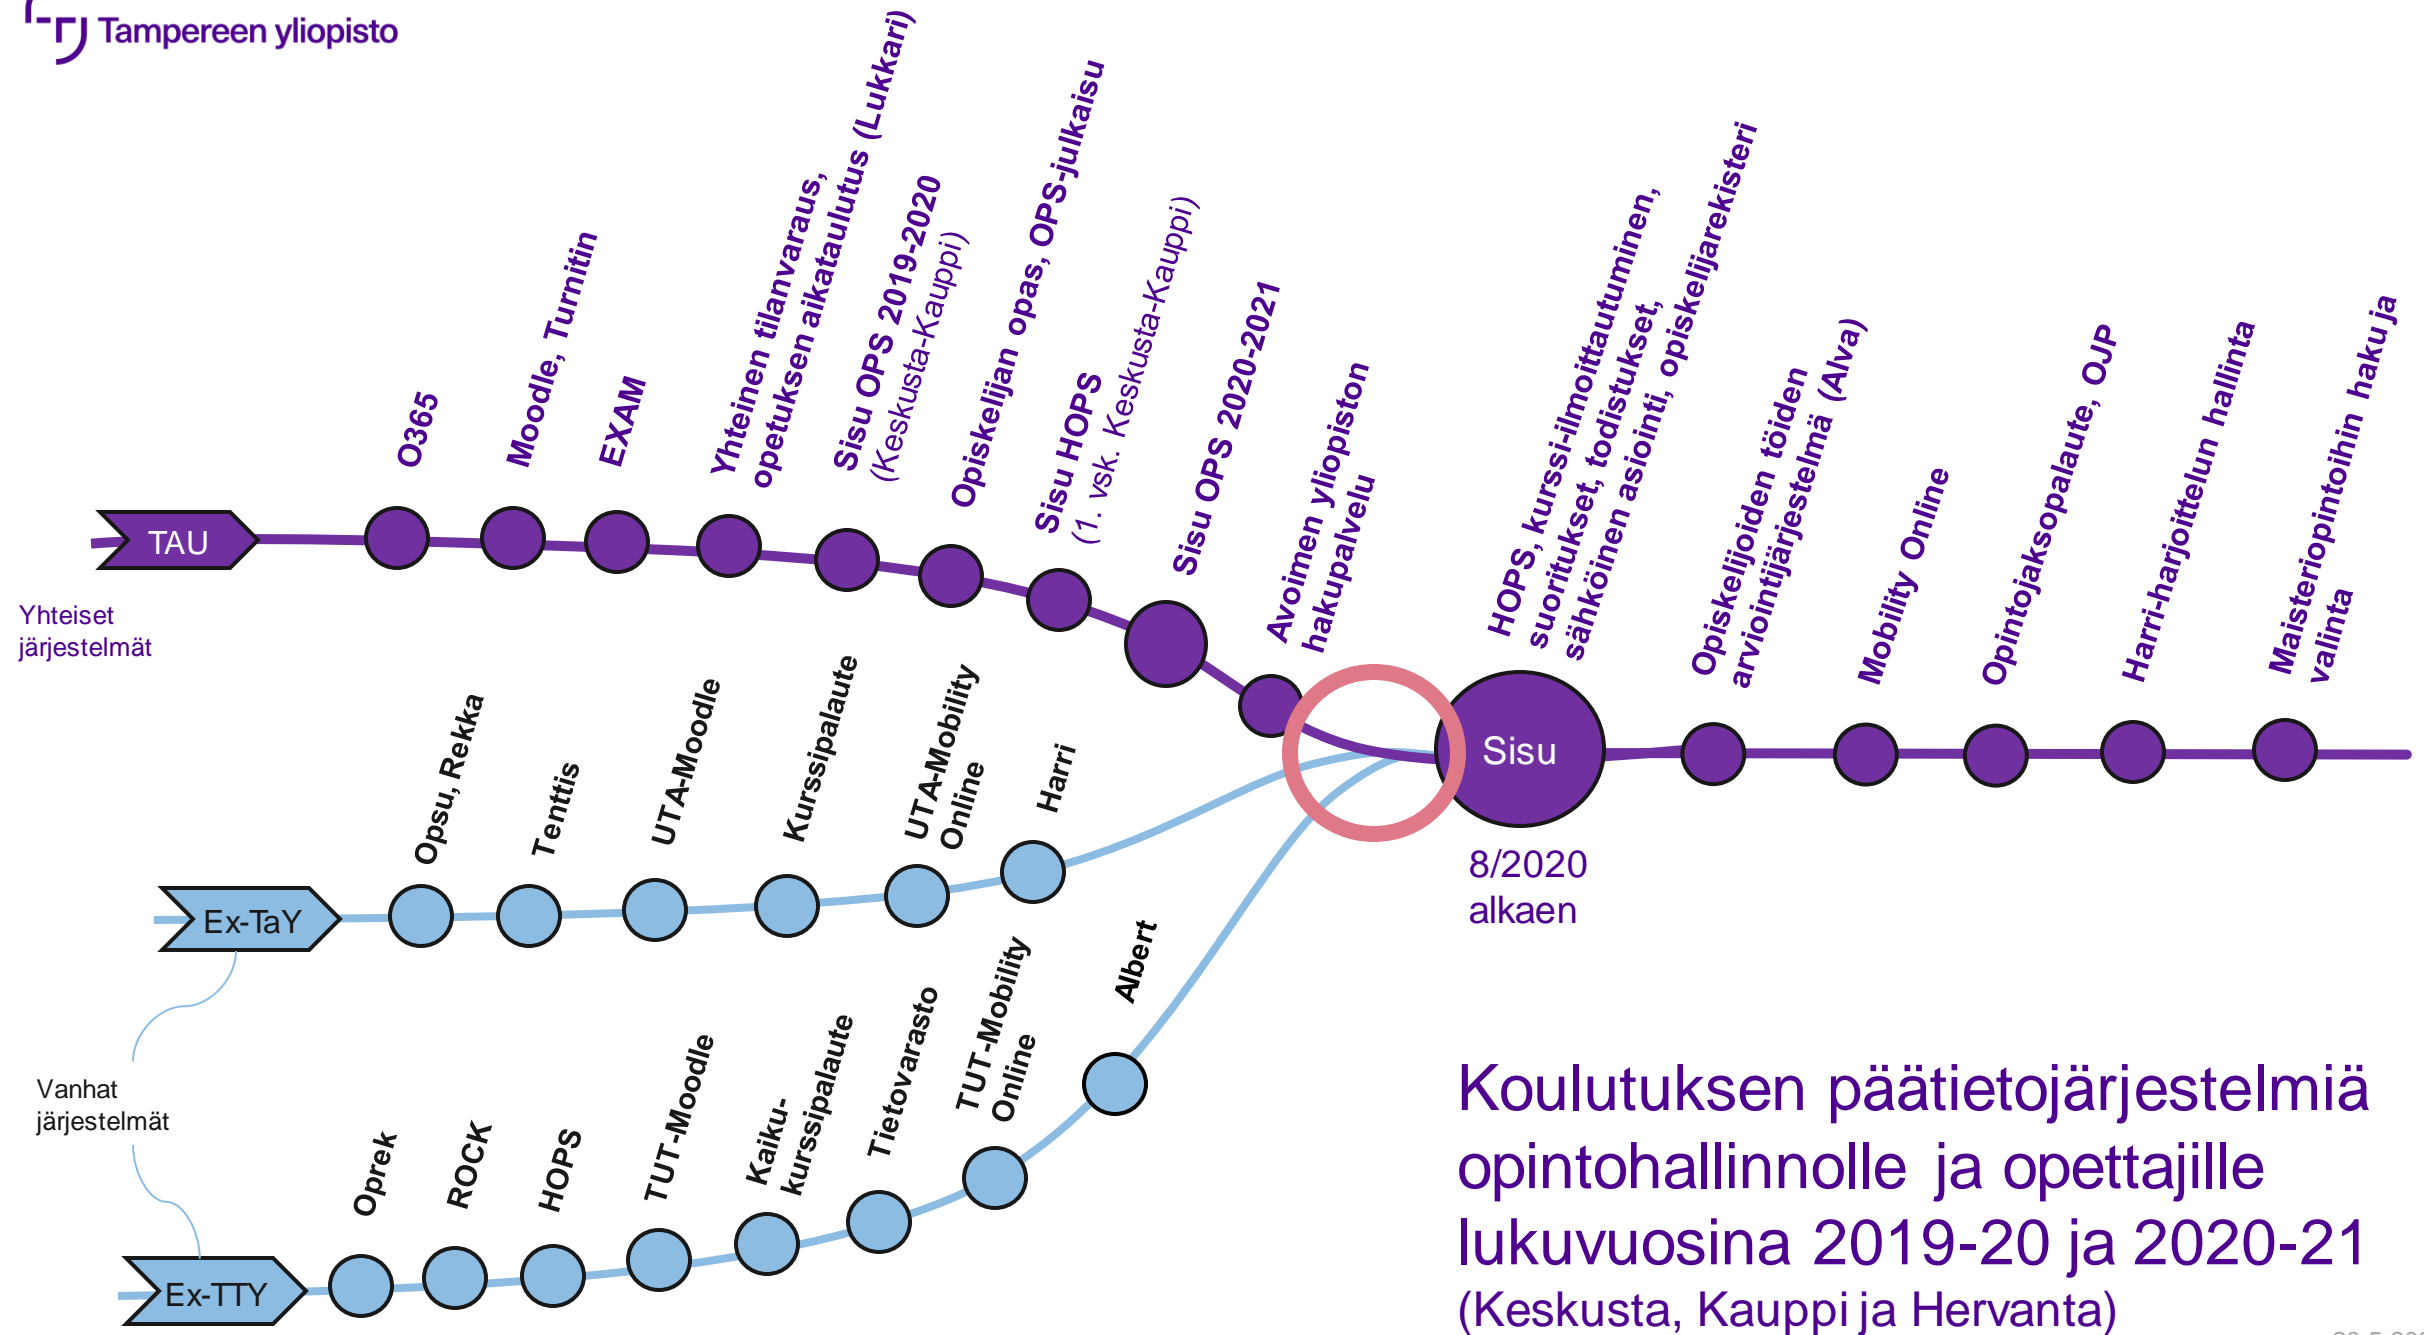 Tampereen yliopisto
O365
Moodle, Turnitin
EXAM
Yhteinen tilanvaraus,
opetuksen aikataulutus (Lukkari)
Sisu OPS 2019-2020
(Keskusta-Kauppi)
Opiskelijan opas, OPS-julkaisu
Sisu HOPS
(1. vsk. Keskusta-Kauppi)
Sisu OPS 2020-2021
Avoimen yliopiston
hakupalvelu
HOPS, kurssi-ilmoittautuminen,
suoritukset, todistukset,
sähköinen asiointi, opiskelijarekisteri
Opiskelijoiden töiden
arviointijärjestelmä (Alva)
Mobility Online
Opintojaksopalaute, OJP
Harri-harjoittelun hallinta
Maisteriopintoihin haku ja
valinta
TAU
Yhteiset
järjestelmät
Sisu
8/2020
alkaen
Opsu, Rekka
Tenttis
UTA-Moodle
Kurssipalaute
UTA-Mobility
Online
Harri
Ex-TaY
Vanhat
järjestelmät
Oprek
ROCK
HOPS
TUT-Moodle
Kaiku-
kurssipalaute
Tietovarasto
TUT-Mobility
Online
Albert
Ex-TTY
Koulutuksen päätietojärjestelmiä
opintohallinnolle ja opettajille
lukuvuosina 2019-20 ja 2020-21
(Keskusta, Kauppi ja Hervanta)